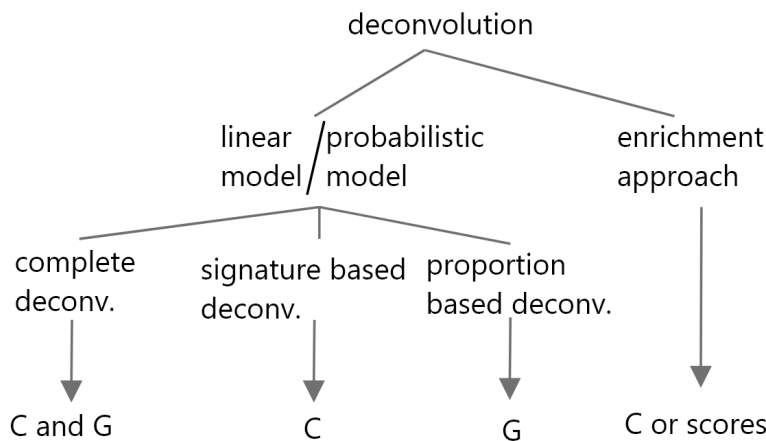 deconvolution
linear model / probabilistic model
enrichment approach
complete deconv.
signature based deconv.
proportion based deconv.
C and G
C
G
C or scores